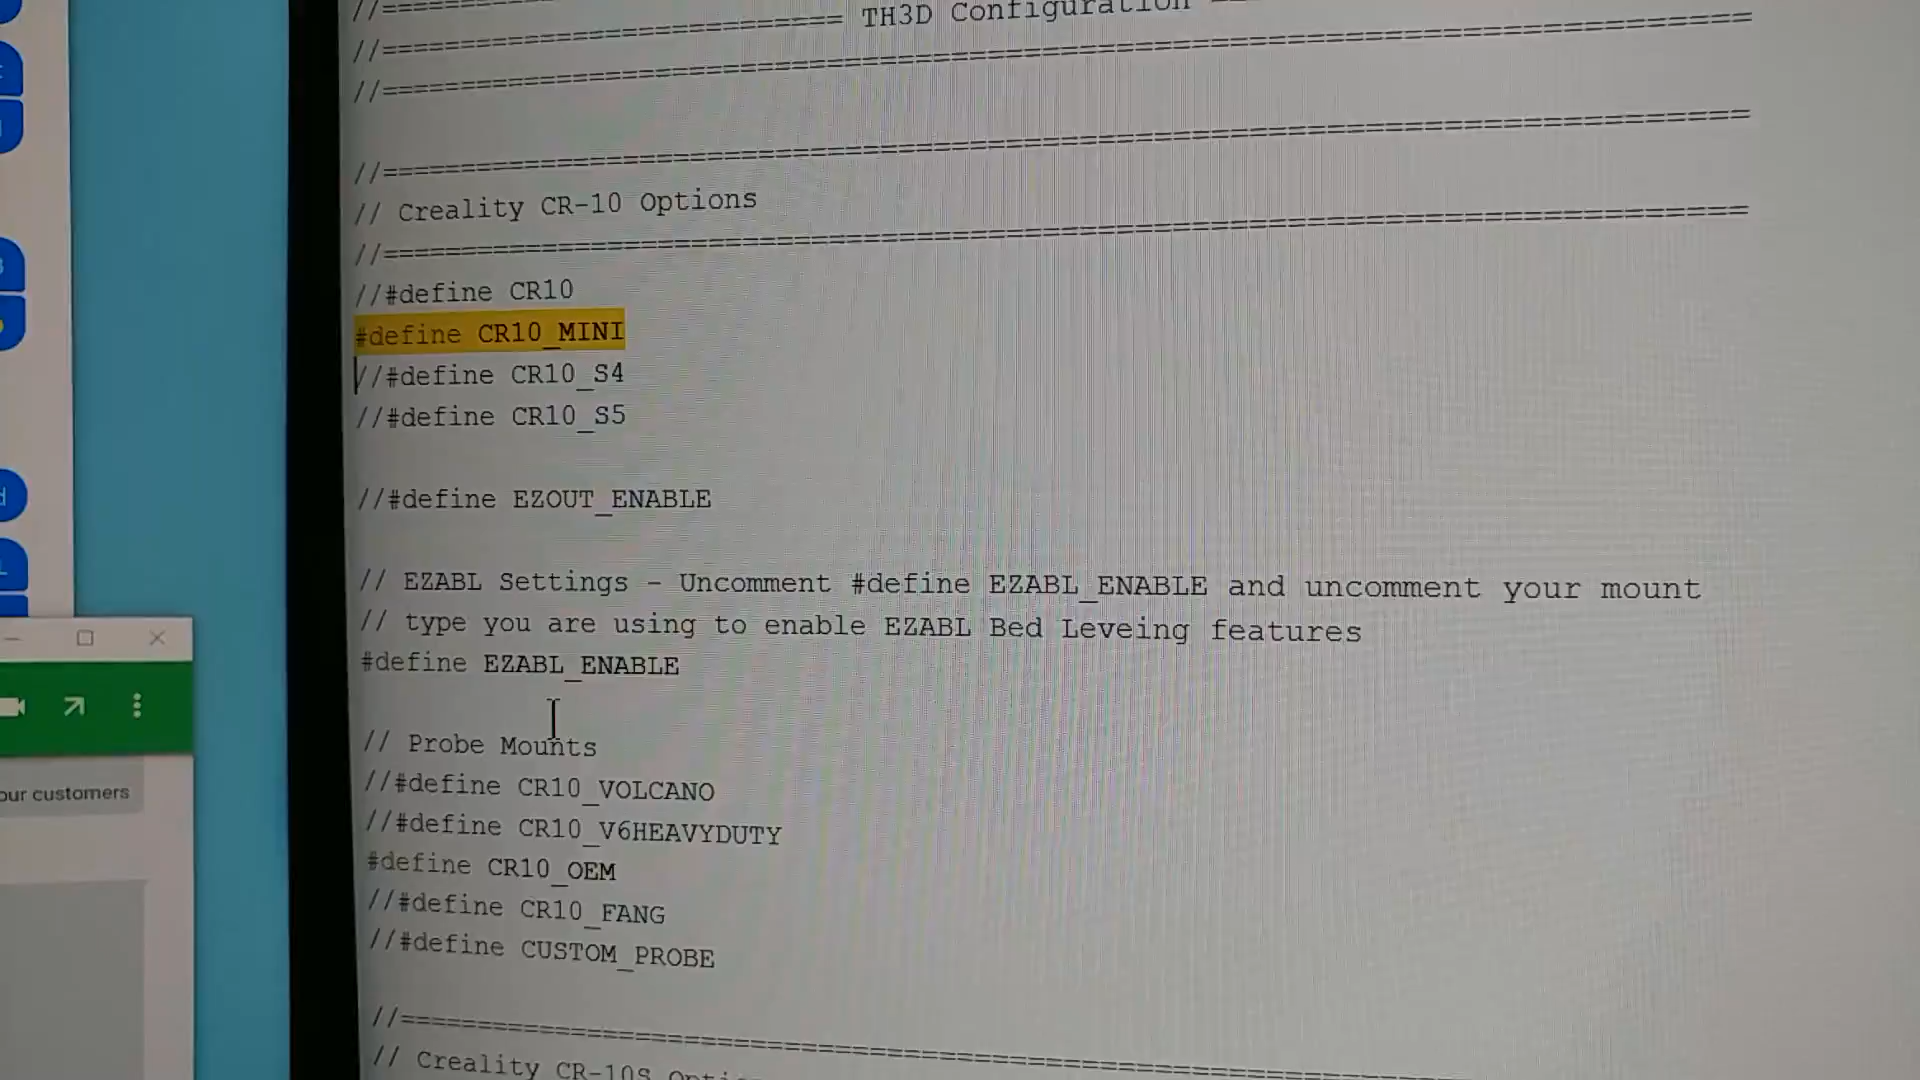 //==============================
//============================== TH3D Configuration ==
//=====================================================================================
//=====================================================================================
// Creality CR-10 Options
//=====================================================================================
//#define CR10
#define CR10_MINI
//#define CR10_S4
//#define CR10_S5
//#define EZOUT_ENABLE
// EZABL Settings - Uncomment #define EZABL_ENABLE and uncomment your mount
// type you are using to enable EZABL Bed Leveing features
#define EZABL_ENABLE
// Probe Mounts
//#define CR10_VOLCANO
//#define CR10_V6HEAVYDUTY
#define CR10_OEM
//#define CR10_FANG
//#define CUSTOM_PROBE
//=====================================================================================
// Creality CR-10S
our customers